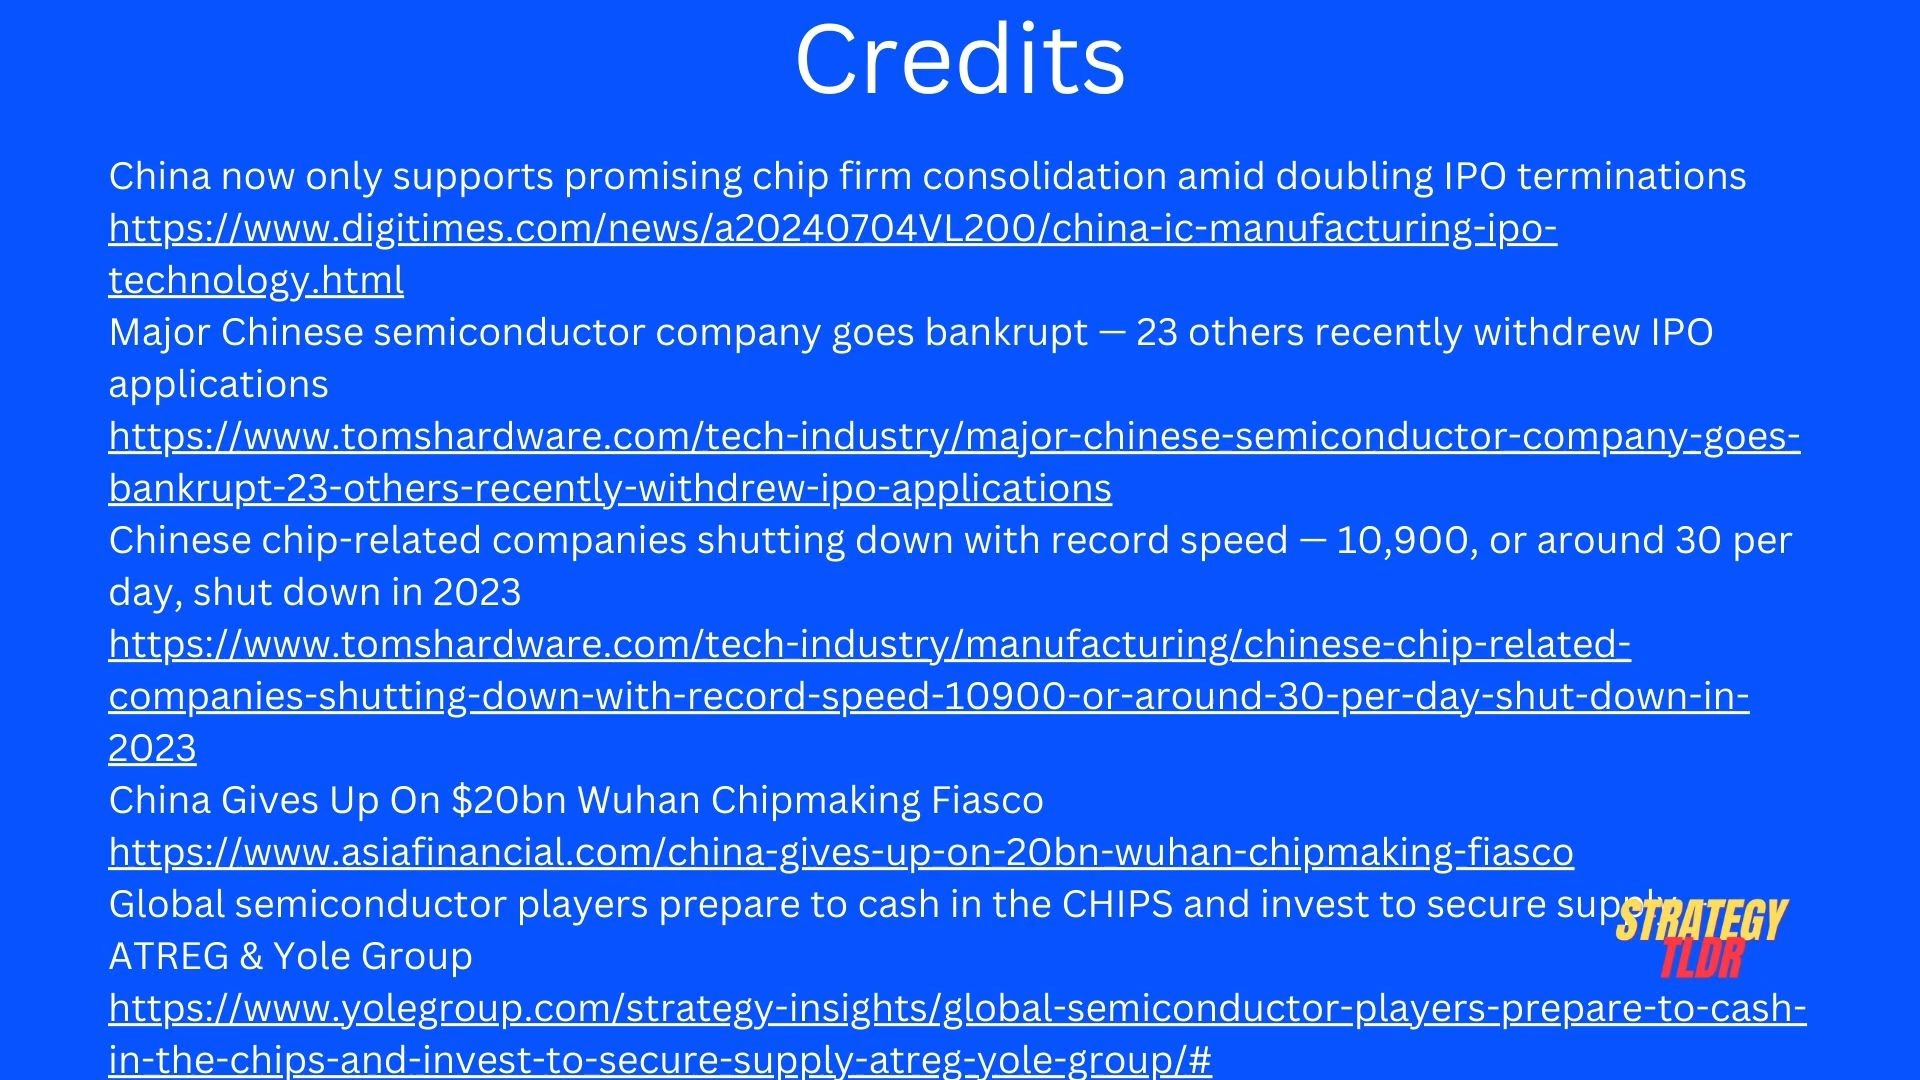 Credits
China now only supports promising chip firm consolidation amid doubling IPO terminations
https://www.digitimes.com/news/a20240704VL200/china-ic-manufacturing-ipo-
technology.html
Major Chinese semiconductor company goes bankrupt — 23 others recently withdrew IPO
applications
https://www.tomshardware.com/tech-industry/major-chinese-semiconductor-company-goes-
bankrupt-23-others-recently-withdrew-ipo-applications
Chinese chip-related companies shutting down with record speed — 10,900, or around 30 per
day, shut down in 2023
https://www.tomshardware.com/tech-industry/manufacturing/chinese-chip-related-
companies-shutting-down-with-record-speed-10900-or-around-30-per-day-shut-down-in-
2023
China Gives Up On $20bn Wuhan Chipmaking Fiasco
https://www.asiafinancial.com/china-gives-up-on-20bn-wuhan-chipmaking-fiasco
Global semiconductor players prepare to cash in the CHIPS and invest to secure supply
STRATEGY
TLDR
ATREG & Yole Group
https://www.yolegroup.com/strategy-insights/global-semiconductor-players-prepare-to-cash-
in-the-chips-and-invest-to-secure-supply-atreg-yole-group/#